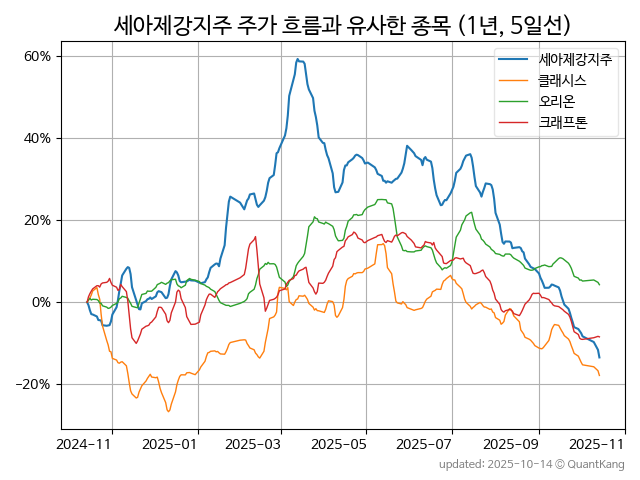 세아제강지주 주가 흐름과 유사한 종목 (1년, 5일선)
세아제강지주
클래시스
오리온
크래프톤
60%
40%
20%
0%
−20%
2024-11
2025-01
2025-03
2025-05
2025-07
2025-09
2025-11
updated: 2025-10-14 © QuantKang